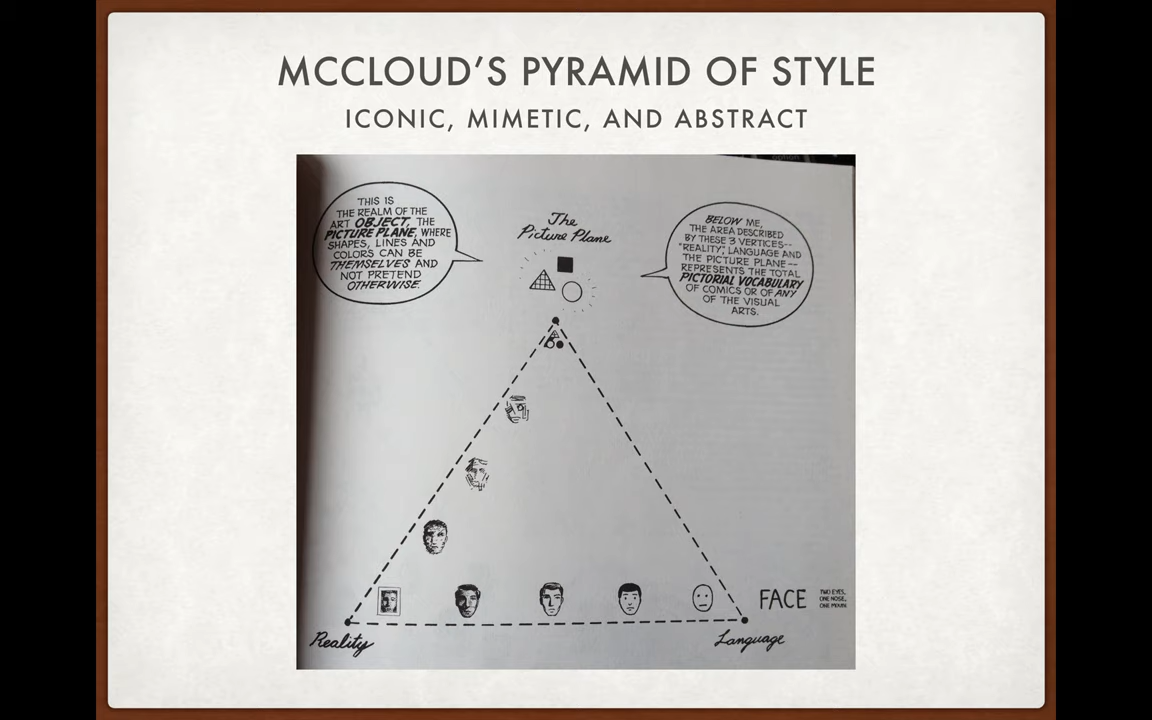 MCCLOUD'S PYRAMID OF STYLE
ICONIC, MIMETIC, AND ABSTRACT
option
THIS IS
THE REALM OF THE
ART OBJECT, THE
PICTURE PLANE, WHERE
SHAPES, LINES AND
COLORS CAN BE
THEMSELVES AND
NOT PRETEND
OTHERWISE.
The
Picture Plane
BELOW ME,
THE AREA DESCRIBED
BY THESE 3 VERTICES--
"REALITY," LANGUAGE AND
THE PICTURE PLANE--
REPRESENTS THE TOTAL
PICTORIAL VOCABULARY
OF COMICS OR OF ANY
OF THE VISUAL
ARTS.
FACE
TWO EYES,
ONE NOSE,
ONE MOUTH
Reality
Language